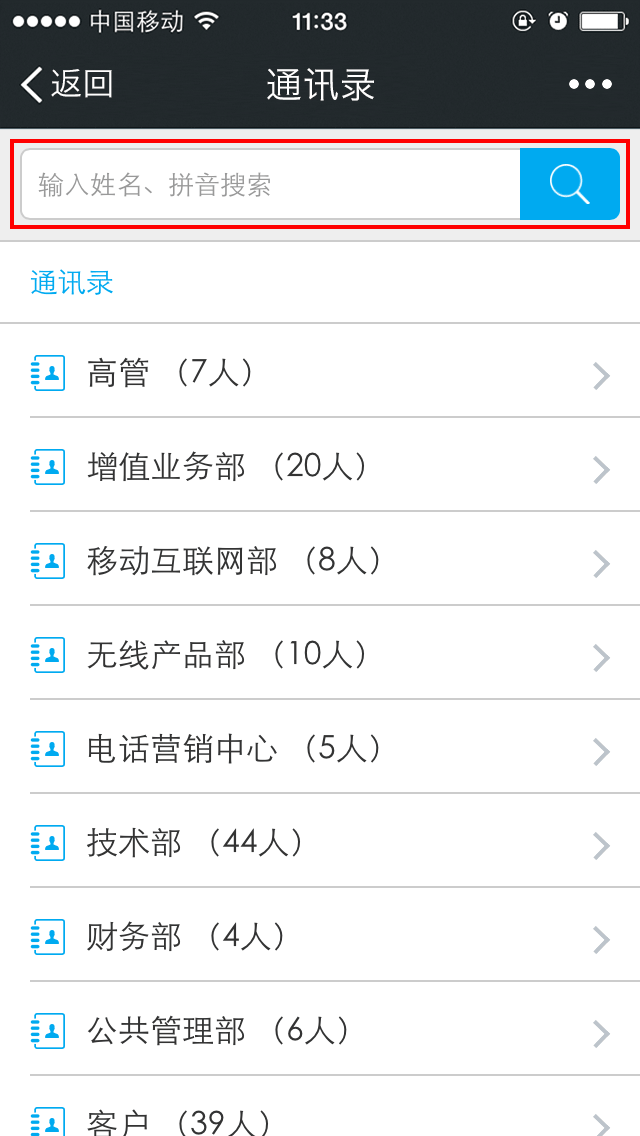 中国移动 11:33
返回 通讯录
输入姓名、拼音搜索
通讯录
高管 （7人）
增值业务部 （20人）
移动互联网部 （8人）
无线产品部 （10人）
电话营销中心 （5人）
技术部 （44人）
财务部 （4人）
公共管理部 （6人）
客户 （39人）